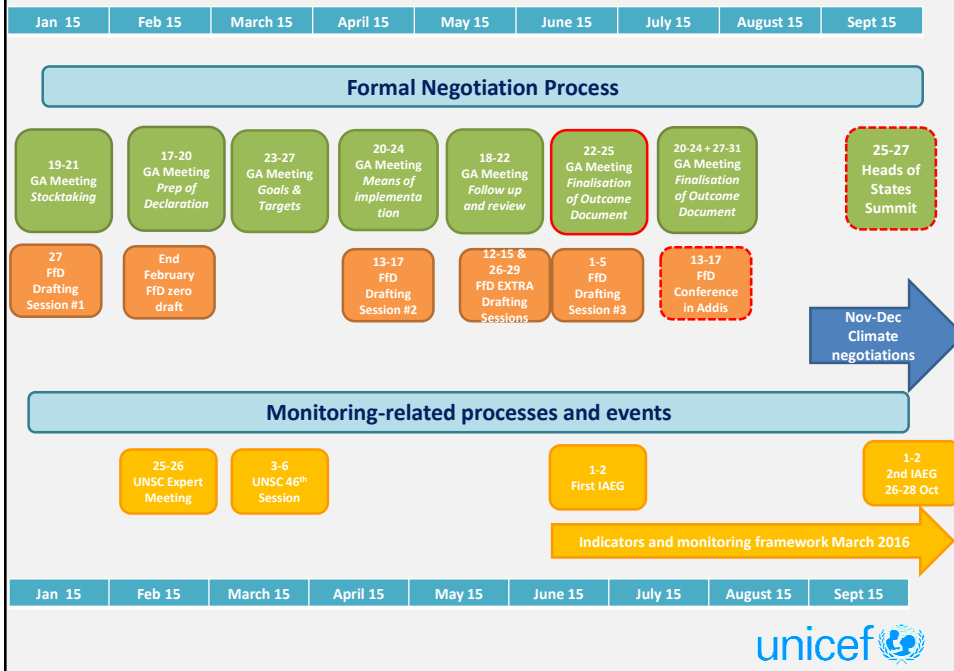 Jan 15 Feb 15 March 15 April 15 May 15 June 15 July 15 August 15 Sept 15
Formal Negotiation Process
19-21
GA Meeting
Stocktaking
17-20
GA Meeting
Prep of
Declaration
23-27
GA Meeting
Goals &
Targets
20-24
GA Meeting
Means of
implementa
tion
18-22
GA Meeting
Follow up
and review
22-25
GA Meeting
Finalisation
of Outcome
Document
20-24 + 27-31
GA Meeting
Finalisation
of Outcome
Document
25-27
Heads of
States
Summit
27
FfD
Drafting
Session #1
End
February
FfD zero
draft
13-17
FfD
Drafting
Session #2
12-15 &
26-29
FfD EXTRA
Drafting
Sessions
1-5
FfD
Drafting
Session #3
13-17
FfD
Conference
in Addis
Nov-Dec
Climate
negotiations
Monitoring-related processes and events
25-26
UNSC Expert
Meeting
3-6
UNSC 46th
Session
1-2
First IAEG
1-2
2nd IAEG
26-28 Oct
Indicators and monitoring framework March 2016
Jan 15 Feb 15 March 15 April 15 May 15 June 15 July 15 August 15 Sept 15
unicef